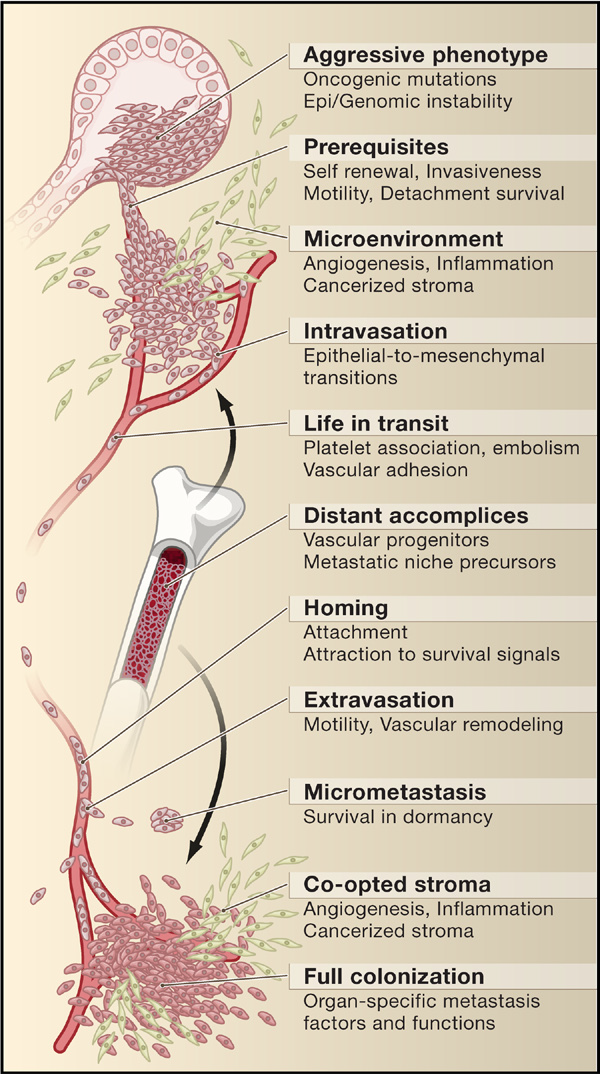 Aggressive phenotype
Oncogenic mutations
Epi/Genomic instability
Prerequisites
Self renewal, Invasiveness
Motility, Detachment survival
Microenvironment
Angiogenesis, Inflammation
Cancerized stroma
Intravasation
Epithelial-to-mesenchymal
transitions
Life in transit
Platelet association, embolism
Vascular adhesion
Distant accomplices
Vascular progenitors
Metastatic niche precursors
Homing
Attachment
Attraction to survival signals
Extravasation
Motility, Vascular remodeling
Micrometastasis
Survival in dormancy
Co-opted stroma
Angiogenesis, Inflammation
Cancerized stroma
Full colonization
Organ-specific metastasis
factors and functions